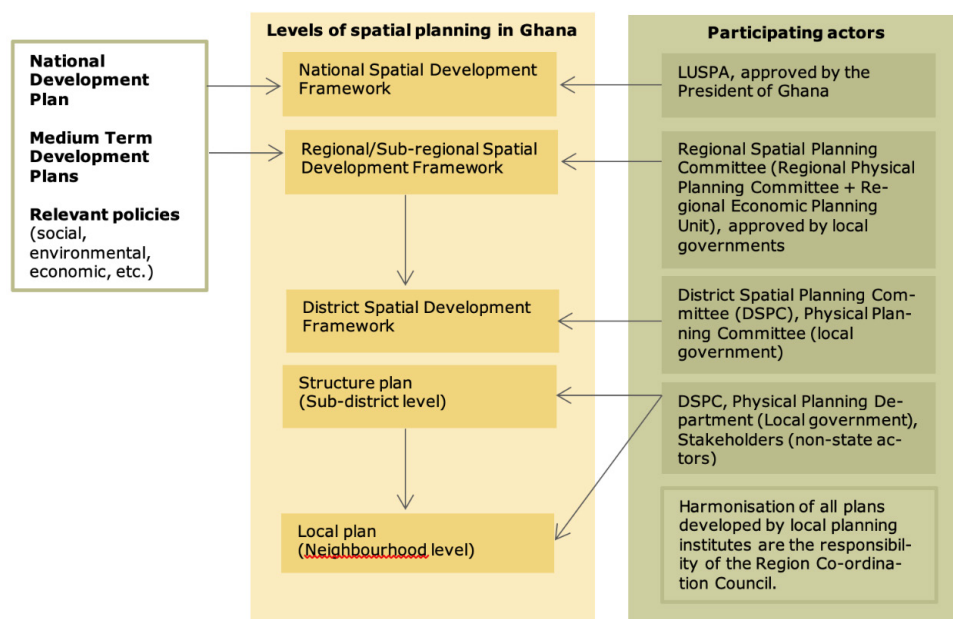 National
Development
Plan
Medium Term
Development
Plans
Relevant policies
(social,
environmental,
economic, etc.)
Levels of spatial planning in Ghana
National Spatial Development
Framework
Regional/Sub-regional Spatial
Development Framework
District Spatial Development
Framework
Structure plan
(Sub-district level)
Local plan
(Neighbourhood level)
Participating actors
LUSPA, approved by the
President of Ghana
Regional Spatial Planning
Committee (Regional Physical
Planning Committee + Re-
gional Economic Planning
Unit), approved by local
governments
District Spatial Planning Com-
mittee (DSPC), Physical Plan-
ning Committee (local
government)
DSPC, Physical Planning De-
partment (Local government),
Stakeholders (non-state ac-
tors)
Harmonisation of all plans
developed by local planning
institutes are the responsibil-
ity of the Region Co-ordina-
tion Council.